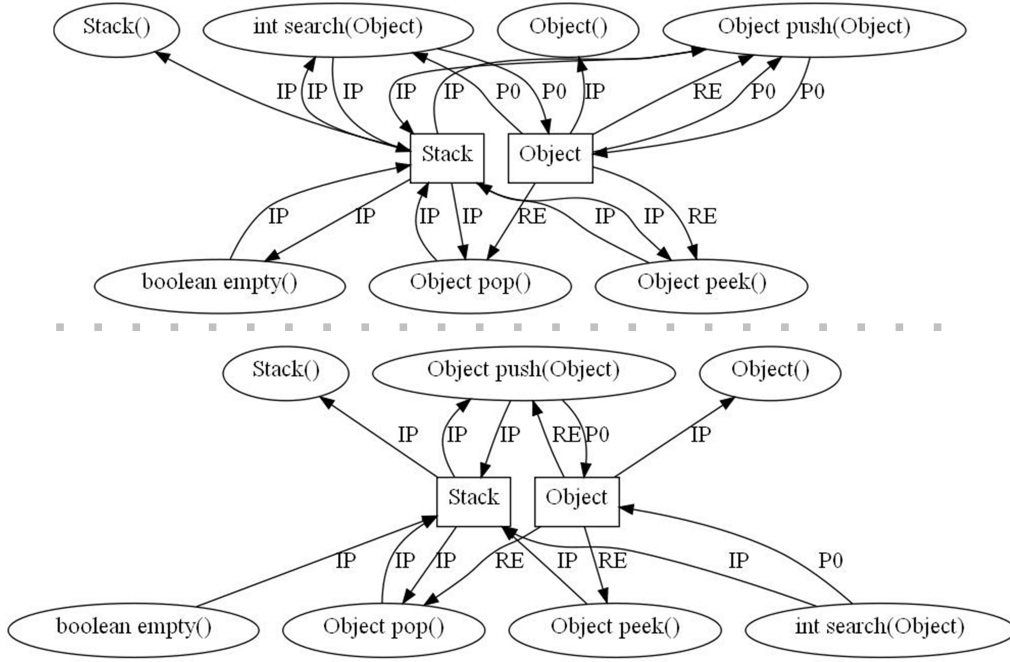 Stack()
int search(Object)
Object()
Object push(Object)
IP IP IP IP IP P0 P0 IP RE P0 P0
Stack
Object
IP IP IP IP RE IP IP RE
boolean empty()
Object pop()
Object peek()
Stack()
Object push(Object)
Object()
IP IP IP RE P0 IP
Stack
Object
IP IP IP RE IP RE IP P0
boolean empty()
Object pop()
Object peek()
int search(Object)